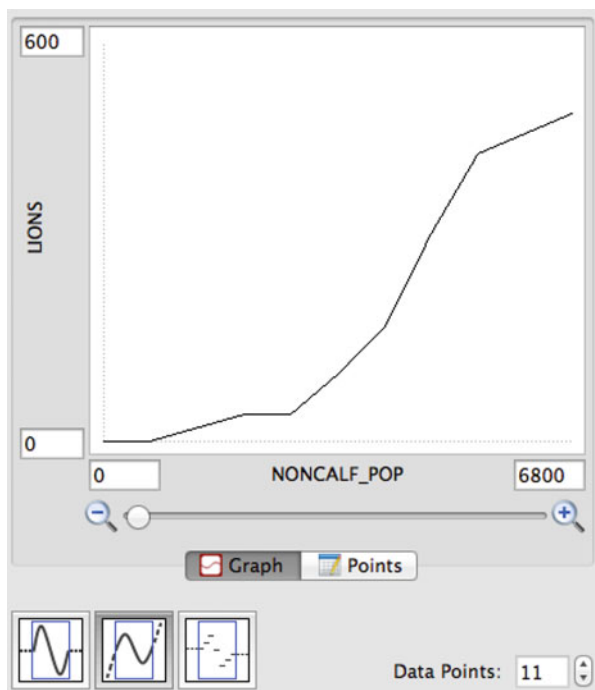 600
LIONS
0
0 NONCALF_POP 6800
Graph Points
Data Points: 11